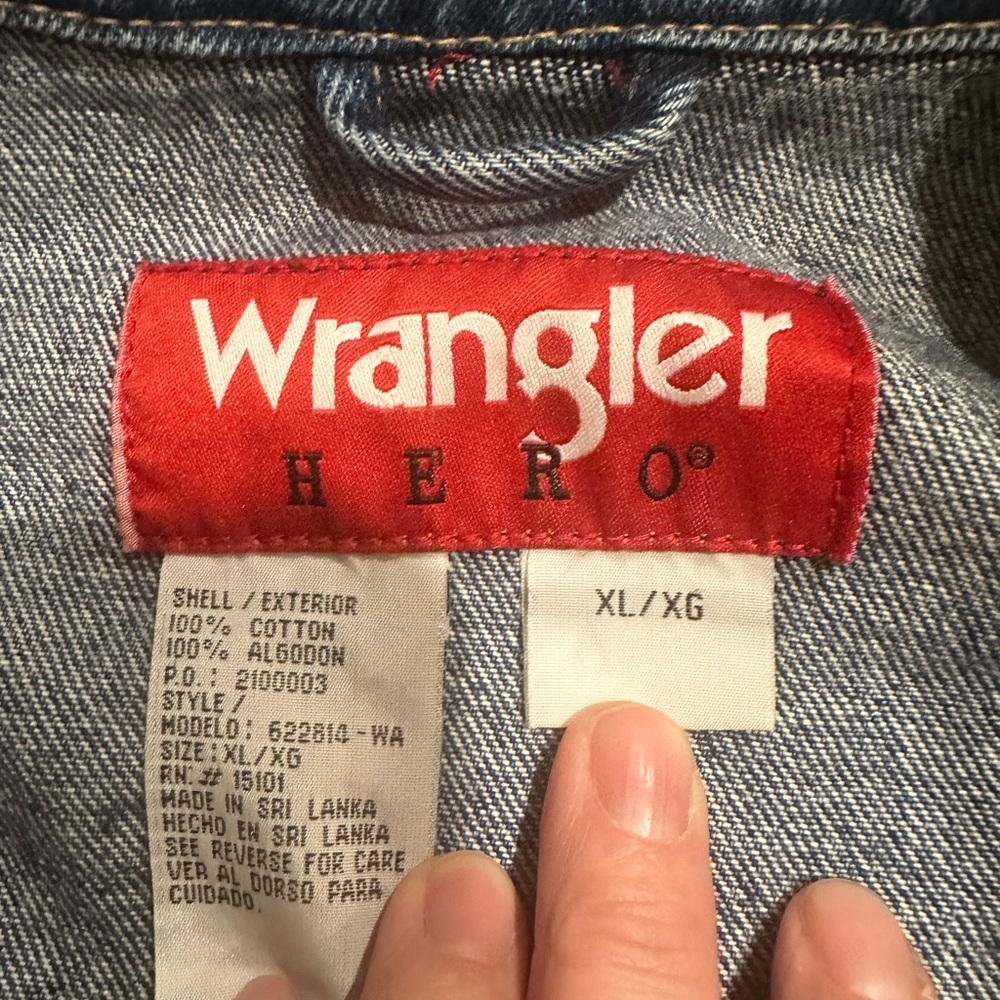 Wrangler
HERO®
SHELL / EXTERIOR
100% COTTON
100% ALGODON
P.O.: 2100003
STYLE /
MODELO: 622814-WA
SIZE: XL/XG
RN: # 15101
MADE IN SRI LANKA
HECHO EN SRI LANKA
SEE REVERSE FOR CARE
VER AL DORSO PARA
CUIDADO.
XL/XG